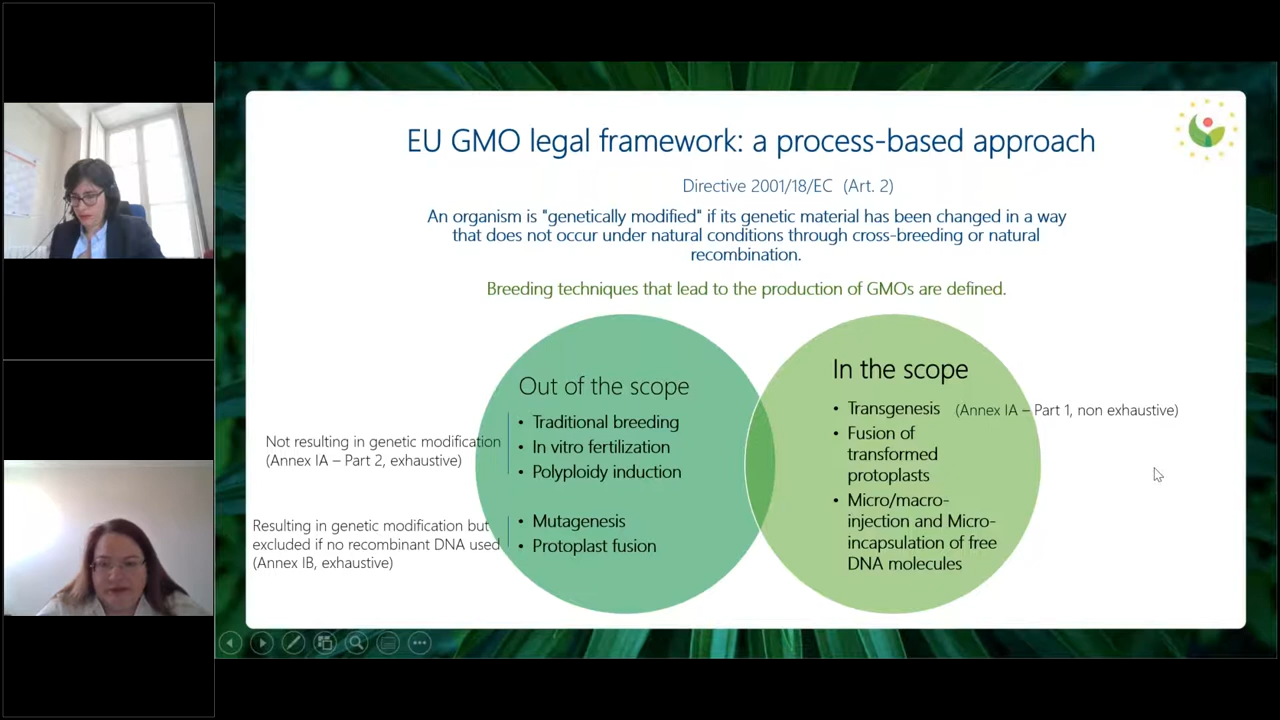 EU GMO legal framework: a process-based approach
Directive 2001/18/EC (Art. 2)
An organism is "genetically modified" if its genetic material has been changed in a way
that does not occur under natural conditions through cross-breeding or natural
recombination.
Breeding techniques that lead to the production of GMOs are defined.
Out of the scope
• Traditional breeding
• In vitro fertilization
• Polyploidy induction
Not resulting in genetic modification
(Annex IA – Part 2, exhaustive)
• Mutagenesis
• Protoplast fusion
Resulting in genetic modification but
excluded if no recombinant DNA used
(Annex IB, exhaustive)
In the scope
• Transgenesis (Annex IA – Part 1, non exhaustive)
• Fusion of
transformed
protoplasts
• Micro/macro-
injection and Micro-
incapsulation of free
DNA molecules